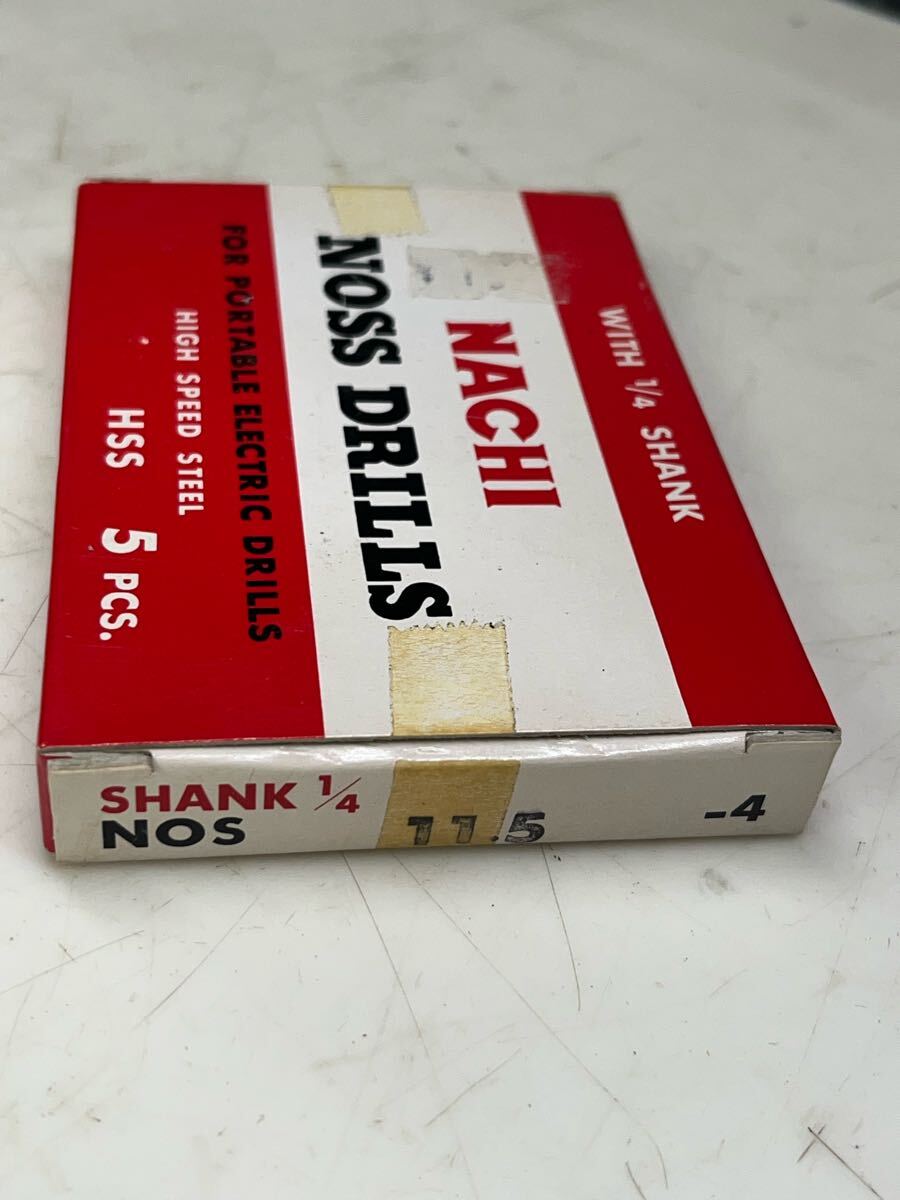 WITH 1/4 SHANK
NACHI
NOSS DRILLS
FOR PORTABLE ELECTRIC DRILLS
HIGH SPEED STEEL
HSS 5 PCS.
SHANK 1/4
NOS 11.5 -4